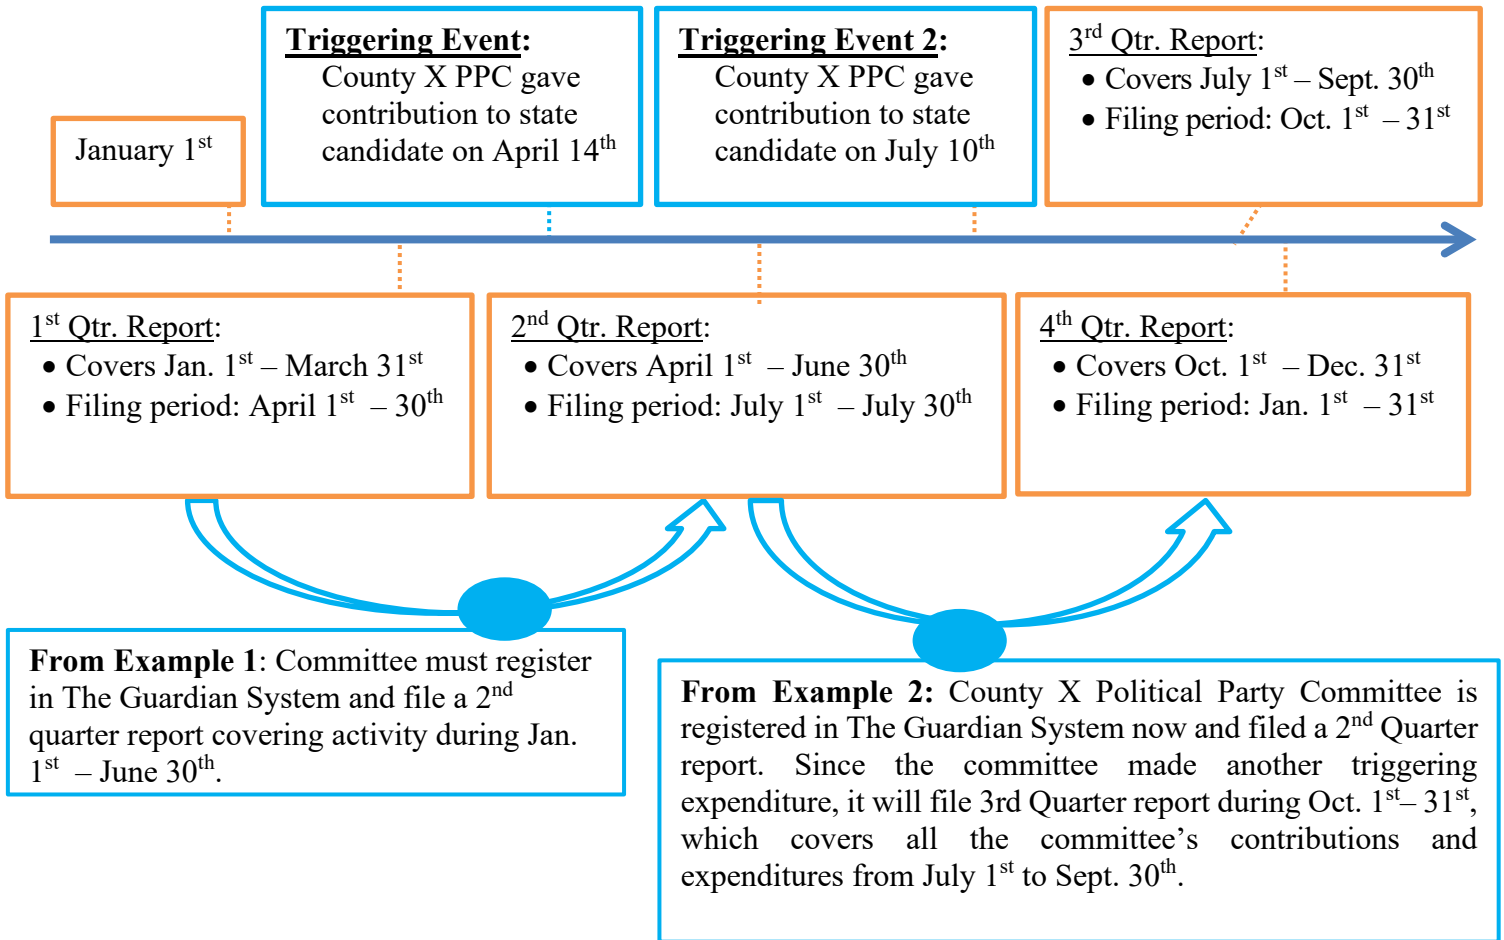 January 1st
Triggering Event:
County X PPC gave
contribution to state
candidate on April 14th
Triggering Event 2:
County X PPC gave
contribution to state
candidate on July 10th
3rd Qtr. Report:
• Covers July 1st – Sept. 30th
• Filing period: Oct. 1st – 31st
1st Qtr. Report:
• Covers Jan. 1st – March 31st
• Filing period: April 1st – 30th
2nd Qtr. Report:
• Covers April 1st – June 30th
• Filing period: July 1st – July 30th
4th Qtr. Report:
• Covers Oct. 1st – Dec. 31st
• Filing period: Jan. 1st – 31st
From Example 1: Committee must register
in The Guardian System and file a 2nd
quarter report covering activity during Jan.
1st – June 30th.
From Example 2: County X Political Party Committee is
registered in The Guardian System now and filed a 2nd Quarter
report. Since the committee made another triggering
expenditure, it will file 3rd Quarter report during Oct. 1st– 31st,
which covers all the committee’s contributions and
expenditures from July 1st to Sept. 30th.